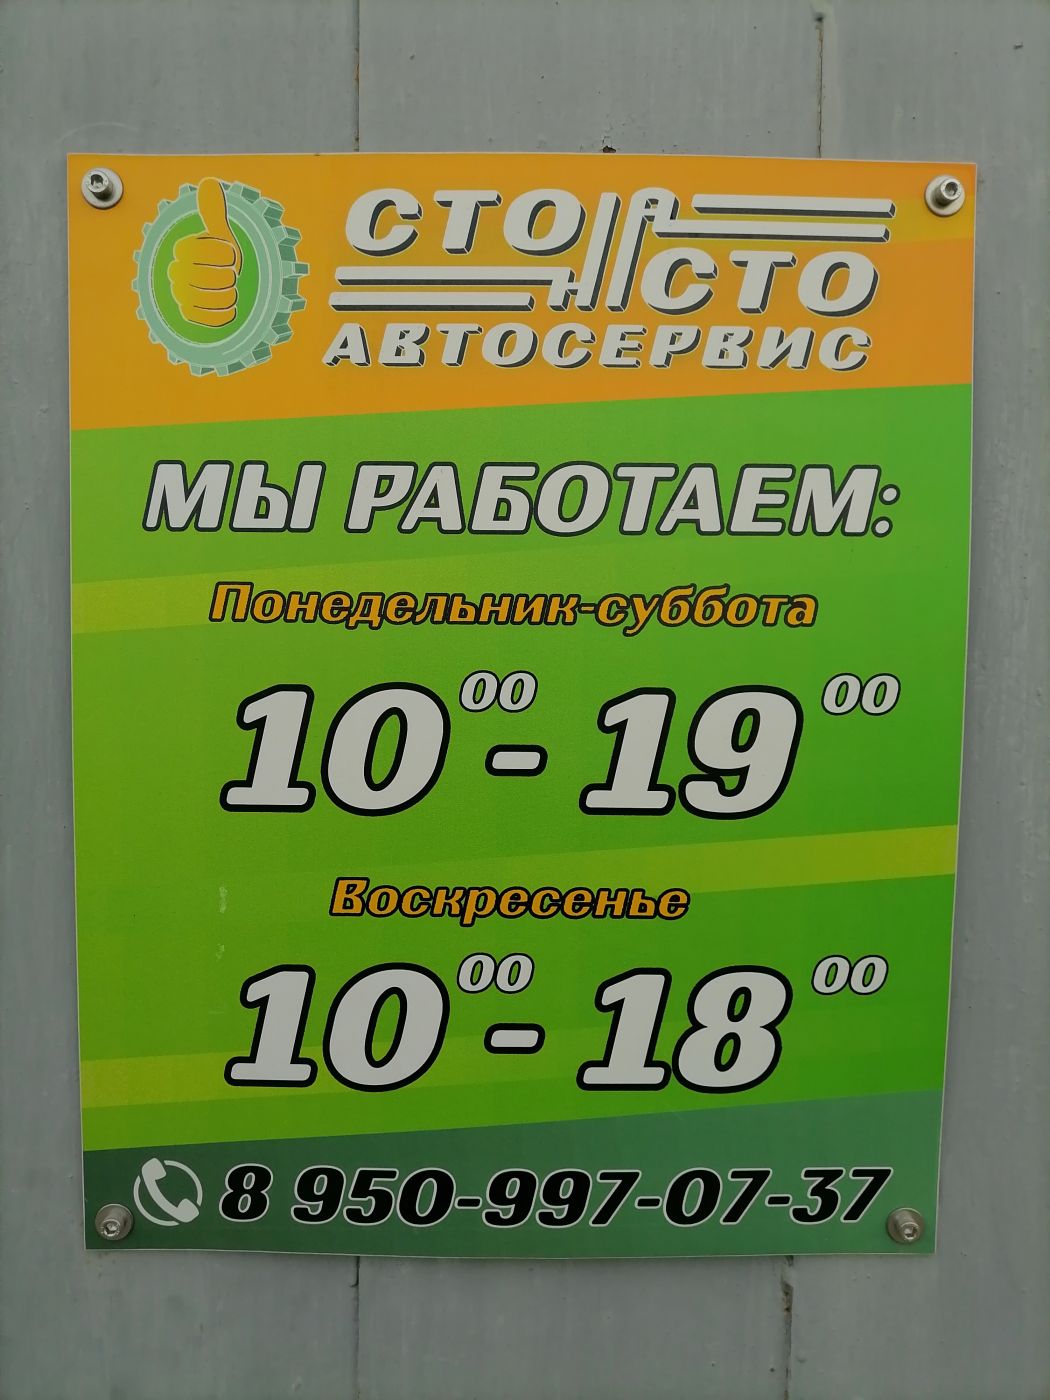 СТО НА СТО
АВТОСЕРВИС
МЫ РАБОТАЕМ:
Понедельник-суббота
10⁰⁰ - 19⁰⁰
Воскресенье
10⁰⁰ - 18⁰⁰
8 950-997-07-37